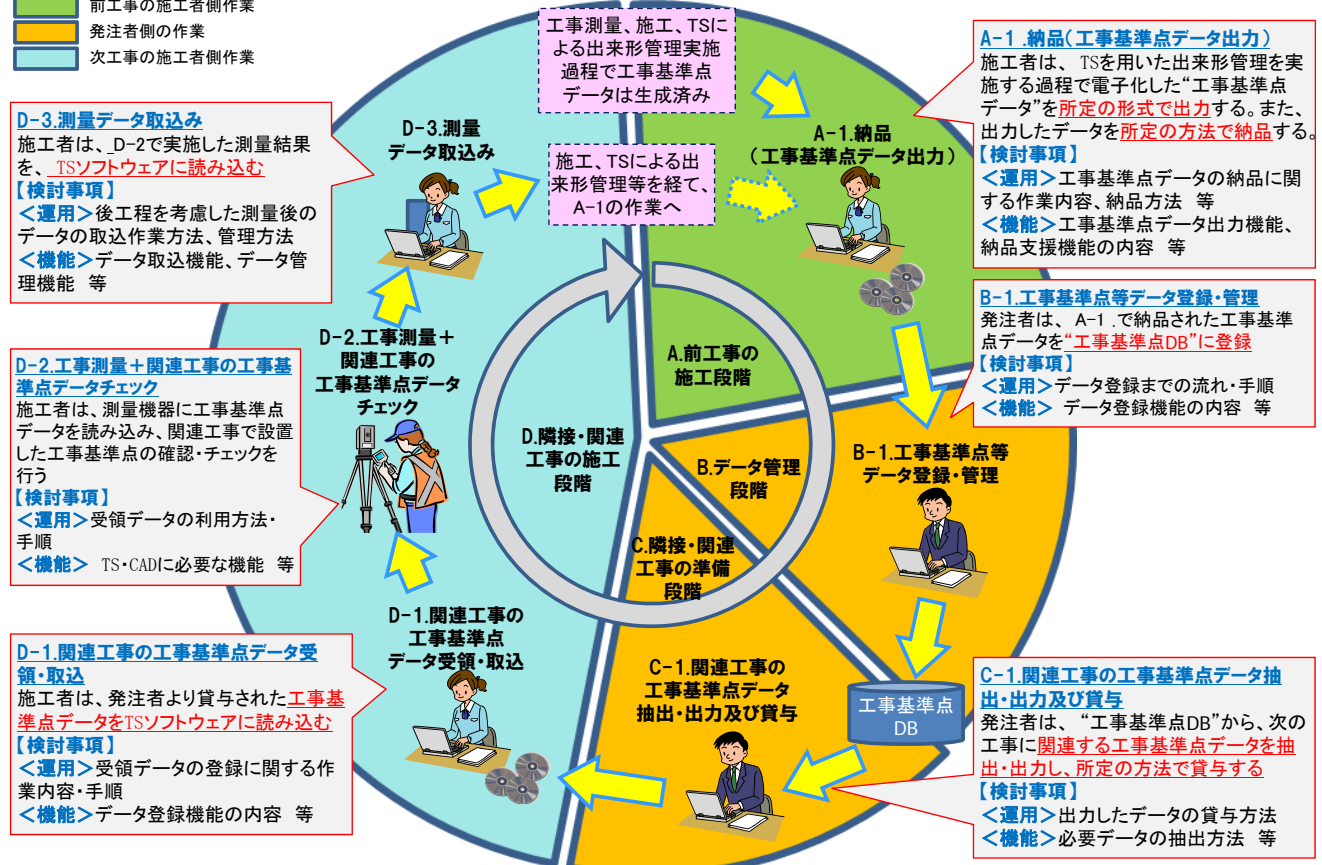 前工事の施工者側作業
発注者側の作業
次工事の施工者側作業
工事測量、施工、TSに
よる出来形管理実施
過程で工事基準点
データは生成済み
施工、TSによる出
来形管理等を経て、
A-1の作業へ
A-1.納品
（工事基準点データ出力）
A-1 .納品（工事基準点データ出力）
施工者は、 TSを用いた出来形管理を実
施する過程で電子化した“工事基準点
データ”を所定の形式で出力する。また、
出力したデータを所定の方法で納品する。
【検討事項】
＜運用＞工事基準点データの納品に関
する作業内容、納品方法 等
＜機能＞工事基準点データ出力機能、
納品支援機能の内容 等
D-3.測量データ取込み
施工者は、 D-2で実施した測量結果
を、 TSソフトウェアに読み込む
【検討事項】
＜運用＞後工程を考慮した測量後の
データの取込作業方法、管理方法
＜機能＞データ取込機能、データ管
理機能 等
D-3.測量
データ取込み
B-1.工事基準点等データ登録・管理
発注者は、 A-1 .で納品された工事基準
点データを“工事基準点DB”に登録
【検討事項】
＜運用＞データ登録までの流れ・手順
＜機能＞ データ登録機能の内容 等
D-2.工事測量＋
関連工事の
工事基準点データ
チェック
A.前工事の
施工段階
D-2.工事測量＋関連工事の工事基
準点データチェック
施工者は、測量機器に工事基準点
データを読み込み、関連工事で設置
した工事基準点の確認・チェックを
行う
【検討事項】
＜運用＞受領データの利用方法・
手順
＜機能＞ TS・CADに必要な機能 等
D.隣接・関連
工事の施工
段階
B.データ管理
段階
B-1.工事基準点等
データ登録・管理
C.隣接・関連
工事の準備
段階
D-1.関連工事の
工事基準点
データ受領・取込
D-1.関連工事の工事基準点データ受
領・取込
施工者は、発注者より貸与された工事基
準点データをTSソフトウェアに読み込む
【検討事項】
＜運用＞受領データの登録に関する作
業内容・手順
＜機能＞データ登録機能の内容 等
C-1.関連工事の
工事基準点データ
抽出・出力及び貸与
工事基準点
DB
C-1.関連工事の工事基準点データ抽
出・出力及び貸与
発注者は、 “工事基準点DB”から、次の
工事に関連する工事基準点データを抽
出・出力し、所定の方法で貸与する
【検討事項】
＜運用＞出力したデータの貸与方法
＜機能＞必要データの抽出方法 等